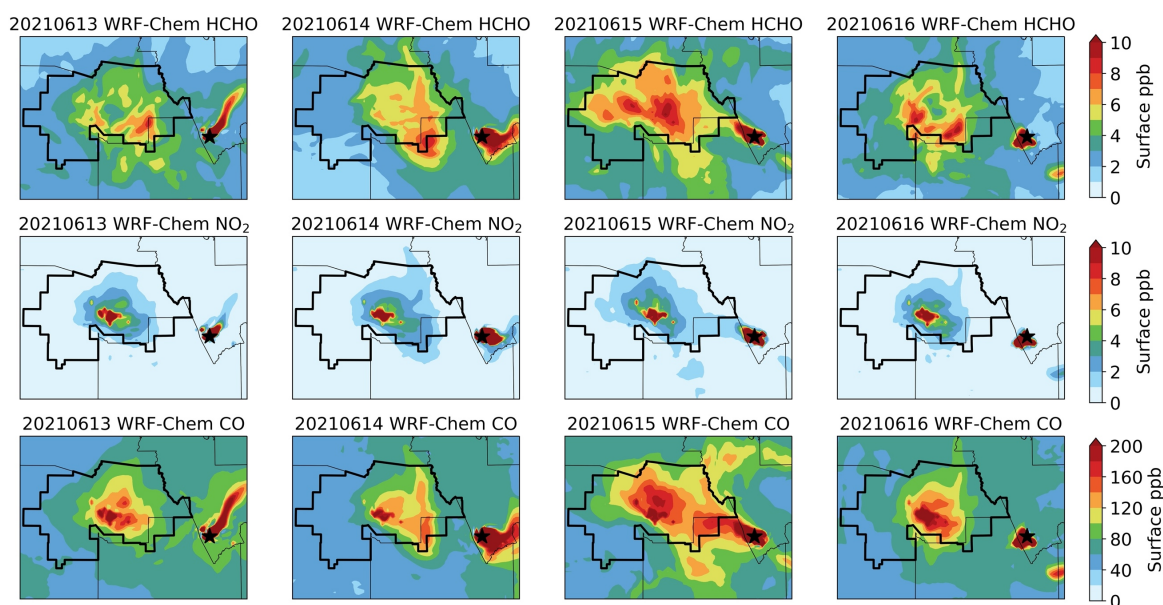 20210613 WRF-Chem HCHO
20210614 WRF-Chem HCHO
20210615 WRF-Chem HCHO
20210616 WRF-Chem HCHO
10
8
6
4
2
0
Surface ppb
20210613 WRF-Chem NO₂
20210614 WRF-Chem NO₂
20210615 WRF-Chem NO₂
20210616 WRF-Chem NO₂
10
8
6
4
2
0
Surface ppb
20210613 WRF-Chem CO
20210614 WRF-Chem CO
20210615 WRF-Chem CO
20210616 WRF-Chem CO
200
160
120
80
40
0
Surface ppb